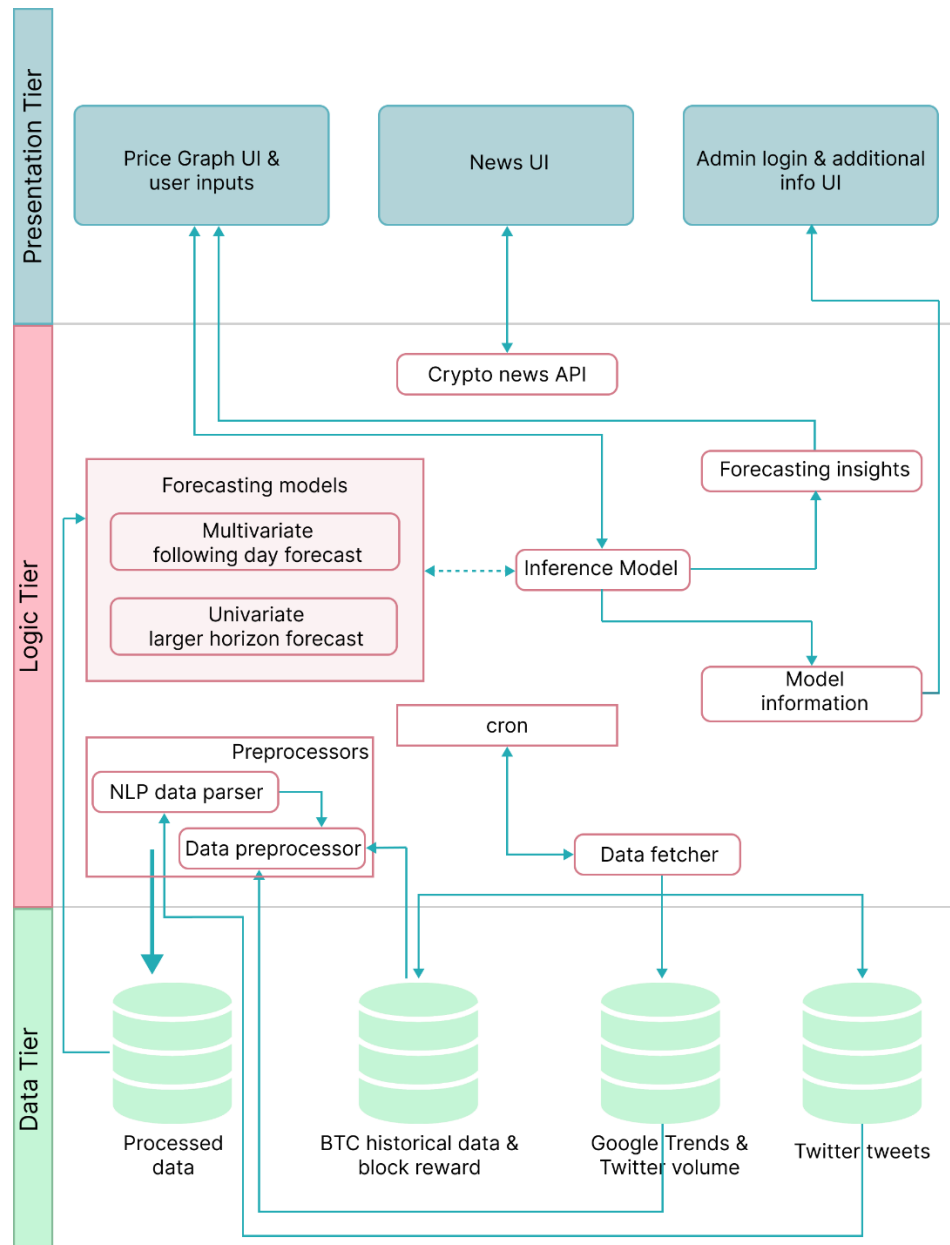 Presentation Tier
Price Graph UI &
user inputs
News UI
Admin login & additional
info UI
Logic Tier
Crypto news API
Forecasting insights
Forecasting models
Multivariate
following day forecast
Inference Model
Univariate
larger horizon forecast
Model
information
cron
Preprocessors
NLP data parser
Data preprocessor
Data fetcher
Data Tier
Processed
data
BTC historical data &
block reward
Google Trends &
Twitter volume
Twitter tweets